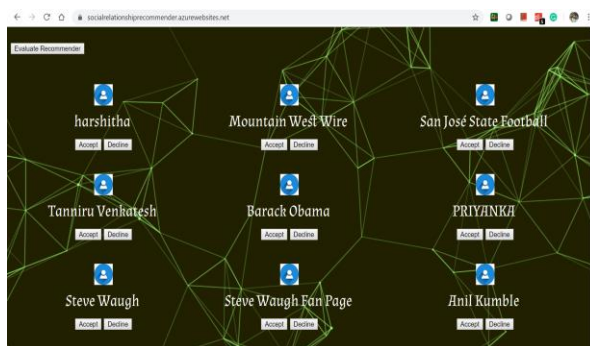 socialrelationshiprecommender.azurewebsites.net
Evaluate Recommender
harshitha Mountain West Wire San José State Football
Accept Decline Accept Decline Accept Decline
Tanniru Venkatesh Barack Obama PRIYANKA
Accept Decline Accept Decline Accept Decline
Steve Waugh Steve Waugh Fan Page Anil Kumble
Accept Decline Accept Decline Accept Decline